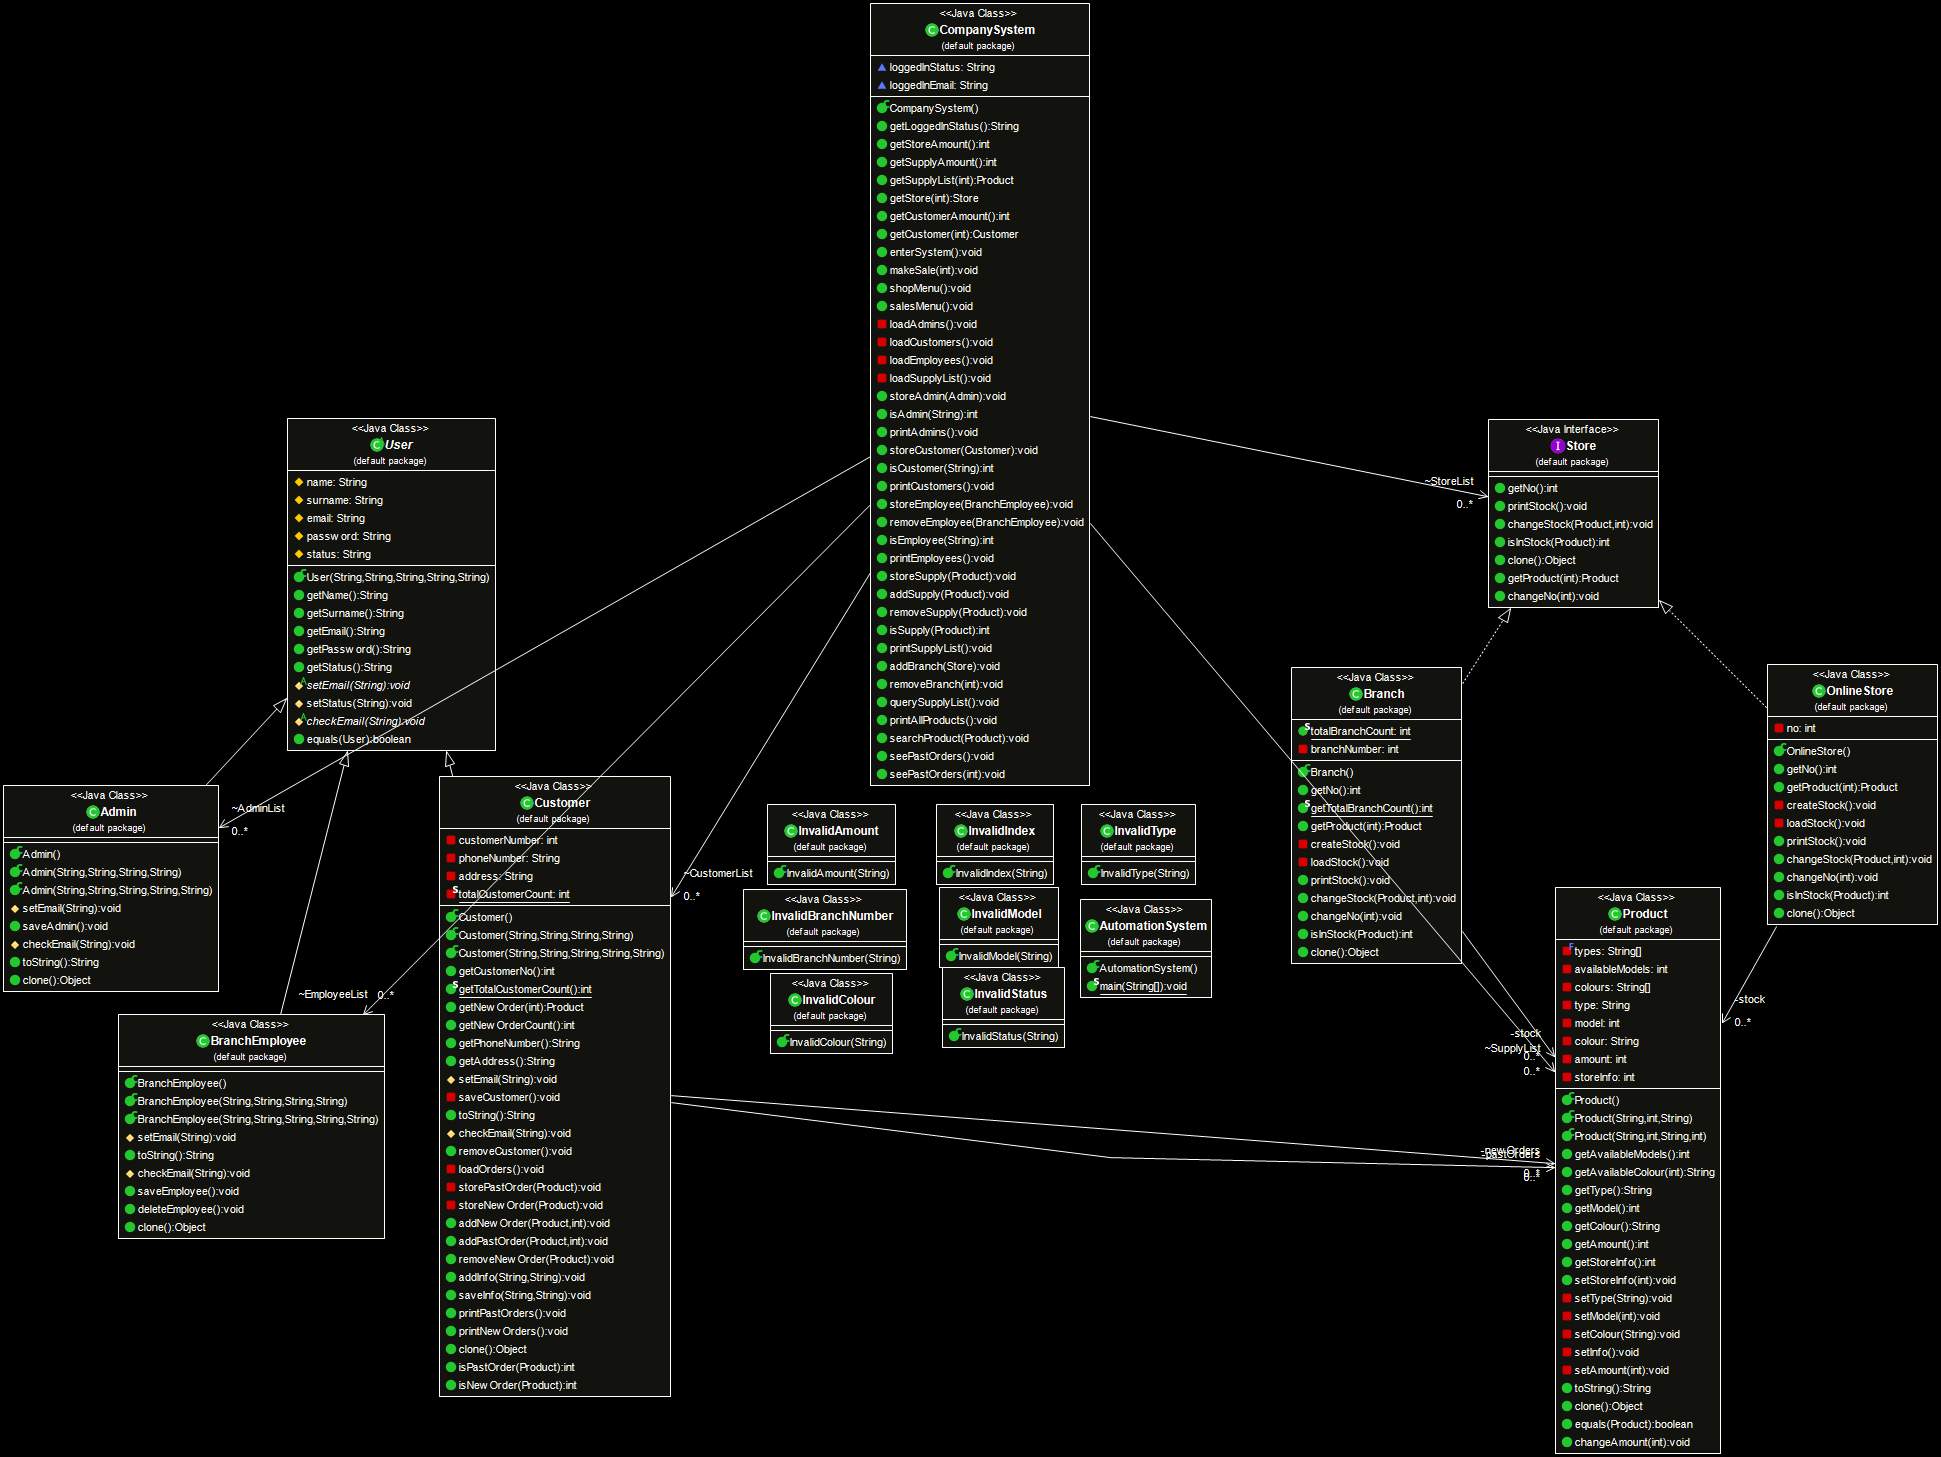 <<Java Class>>
CompanySystem
(default package)
loggedInStatus: String
loggedInEmail: String
CompanySystem()
getLoggedInStatus():String
getStoreAmount():int
getSupplyAmount():int
getSupplyList(int):Product
getStore(int):Store
getCustomerAmount():int
getCustomer(int):Customer
enterSystem():void
makeSale(int):void
shopMenu():void
salesMenu():void
loadAdmins():void
loadCustomers():void
loadEmployees():void
loadSupplyList():void
storeAdmin(Admin):void
isAdmin(String):int
printAdmins():void
storeCustomer(Customer):void
isCustomer(String):int
printCustomers():void
storeEmployee(BranchEmployee):void
removeEmployee(BranchEmployee):void
isEmployee(String):int
printEmployees():void
storeSupply(Product):void
addSupply(Product):void
removeSupply(Product):void
isSupply(Product):int
printSupplyList():void
addBranch(Store):void
removeBranch(int):void
querySupplyList():void
printAllProducts():void
searchProduct(Product):void
seePastOrders():void
seePastOrders(int):void
<<Java Class>>
User
(default package)
name: String
surname: String
email: String
password: String
status: String
User(String,String,String,String,String)
getName():String
getSurname():String
getEmail():String
getPassword():String
getStatus():String
setEmail(String):void
setStatus(String):void
checkEmail(String):void
equals(User):boolean
<<Java Interface>>
Store
(default package)
getNo():int
printStock():void
changeStock(Product,int):void
isInStock(Product):int
clone():Object
getProduct(int):Product
changeNo(int):void
~StoreList
0..*
<<Java Class>>
Branch
(default package)
totalBranchCount: int
branchNumber: int
Branch()
getNo():int
getTotalBranchCount():int
getProduct(int):Product
createStock():void
loadStock():void
printStock():void
changeStock(Product,int):void
changeNo(int):void
isInStock(Product):int
clone():Object
<<Java Class>>
OnlineStore
(default package)
no: int
OnlineStore()
getNo():int
getProduct(int):Product
createStock():void
loadStock():void
printStock():void
changeStock(Product,int):void
changeNo(int):void
isInStock(Product):int
clone():Object
<<Java Class>>
Admin
(default package)
Admin()
Admin(String,String,String,String)
Admin(String,String,String,String,String)
setEmail(String):void
saveAdmin():void
checkEmail(String):void
toString():String
clone():Object
~AdminList
0..*
<<Java Class>>
Customer
(default package)
customerNumber: int
phoneNumber: String
address: String
totalCustomerCount: int
Customer()
Customer(String,String,String,String)
Customer(String,String,String,String,String)
getCustomerNo():int
getTotalCustomerCount():int
getNewOrder(int):Product
getNewOrderCount():int
getPhoneNumber():String
getAddress():String
setEmail(String):void
saveCustomer():void
toString():String
checkEmail(String):void
removeCustomer():void
loadOrders():void
storePastOrder(Product):void
storeNewOrder(Product):void
addNewOrder(Product,int):void
addPastOrder(Product,int):void
removeNewOrder(Product):void
addInfo(String,String):void
saveInfo(String,String):void
printPastOrders():void
printNewOrders():void
clone():Object
isPastOrder(Product):int
isNewOrder(Product):int
~CustomerList
0..*
<<Java Class>>
InvalidAmount
(default package)
InvalidAmount(String)
<<Java Class>>
InvalidIndex
(default package)
InvalidIndex(String)
<<Java Class>>
InvalidType
(default package)
InvalidType(String)
<<Java Class>>
InvalidBranchNumber
(default package)
InvalidBranchNumber(String)
<<Java Class>>
InvalidModel
(default package)
InvalidModel(String)
<<Java Class>>
AutomationSystem
(default package)
AutomationSystem()
main(String[]):void
<<Java Class>>
InvalidColour
(default package)
InvalidColour(String)
<<Java Class>>
InvalidStatus
(default package)
InvalidStatus(String)
~EmployeeList
0..*
<<Java Class>>
BranchEmployee
(default package)
BranchEmployee()
BranchEmployee(String,String,String,String)
BranchEmployee(String,String,String,String,String)
setEmail(String):void
toString():String
checkEmail(String):void
saveEmployee():void
deleteEmployee():void
clone():Object
<<Java Class>>
Product
(default package)
types: String[]
availableModels: int
colours: String[]
type: String
model: int
colour: String
amount: int
storeInfo: int
Product()
Product(String,int,String)
Product(String,int,String,int)
getAvailableModels():int
getAvailableColour(int):String
getType():String
getModel():int
getColour():String
getAmount():int
getStoreInfo():int
setStoreInfo(int):void
setType(String):void
setModel(int):void
setColour(String):void
setInfo():void
setAmount(int):void
toString():String
clone():Object
equals(Product):boolean
changeAmount(int):void
-stock
0..*
-stock
~SupplyList
0..*
0..*
-newOrders
-pastOrders
0..*
0..*